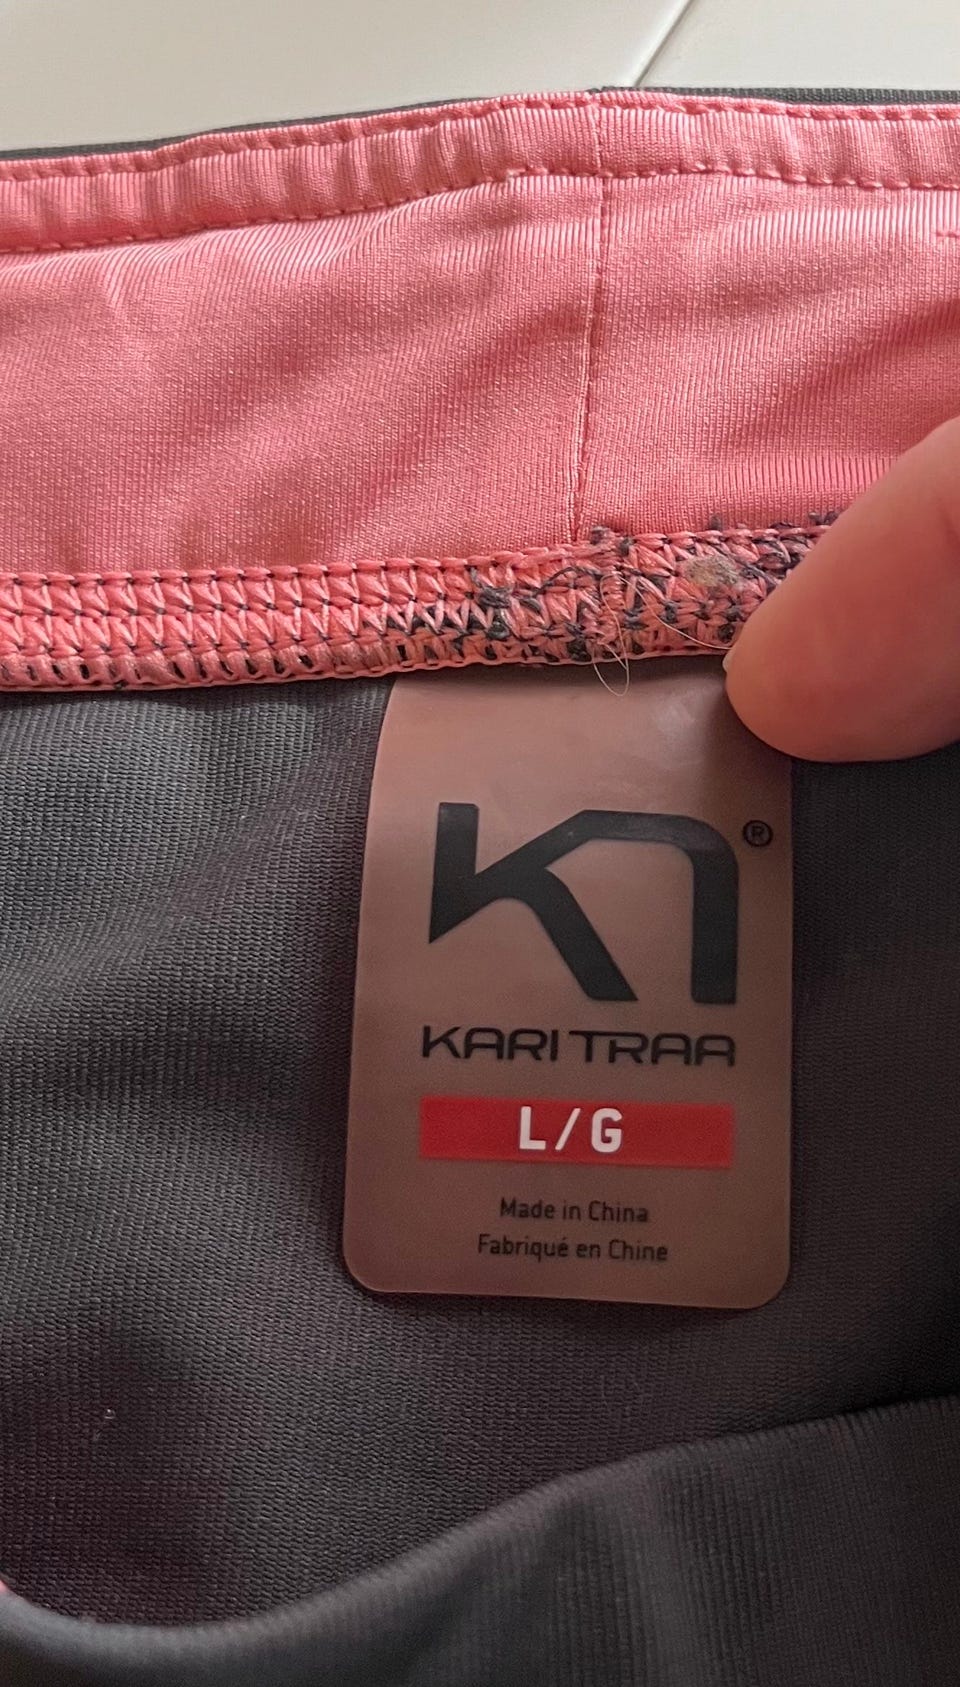 ®
KARI TRAA
L/G
Made in China
Fabriqué en Chine